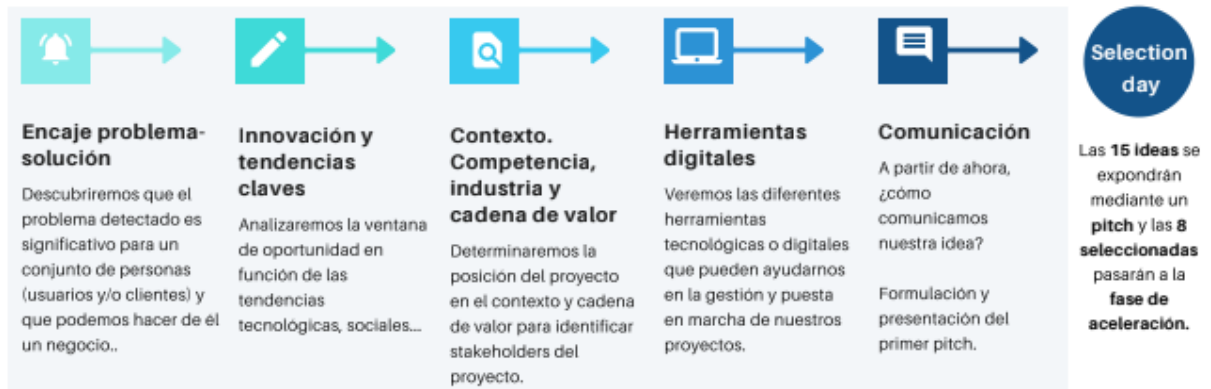 Encaje problema-
solución
Descubriremos que el
problema detectado es
significativo para un
conjunto de personas
(usuarios y/o clientes) y
que podemos hacer de él
un negocio..
Innovación y
tendencias
claves
Analizaremos la ventana
de oportunidad en
función de las
tendencias
tecnológicas, sociales...
Contexto.
Competencia,
industria y
cadena de valor
Determinaremos la
posición del proyecto
en el contexto y cadena
de valor para identificar
stakeholders del
proyecto.
Herramientas
digitales
Veremos las diferentes
herramientas
tecnológicas o digitales
que pueden ayudarnos
en la gestión y puesta
en marcha de nuestros
proyectos.
Comunicación
A partir de ahora,
¿cómo
comunicamos
nuestra idea?
Formulación y
presentación del
primer pitch.
Selection
day
Las 15 ideas se
expondrán
mediante un
pitch y las 8
seleccionadas
pasarán a la
fase de
aceleración.